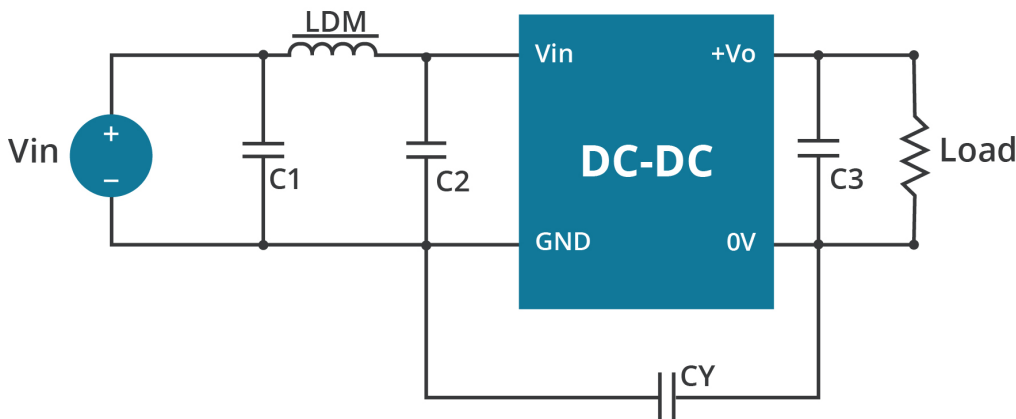 LDM
Vin
+
−
C1
C2
Vin
+Vo
DC-DC
GND
0V
C3
Load
CY